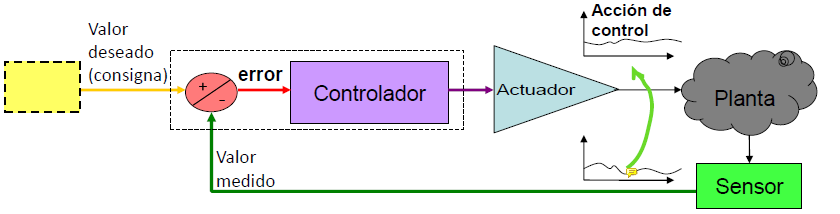 Valor
deseado
(consigna)
+
-
error
Controlador
Actuador
Acción de
control
Planta
Sensor
Valor
medido